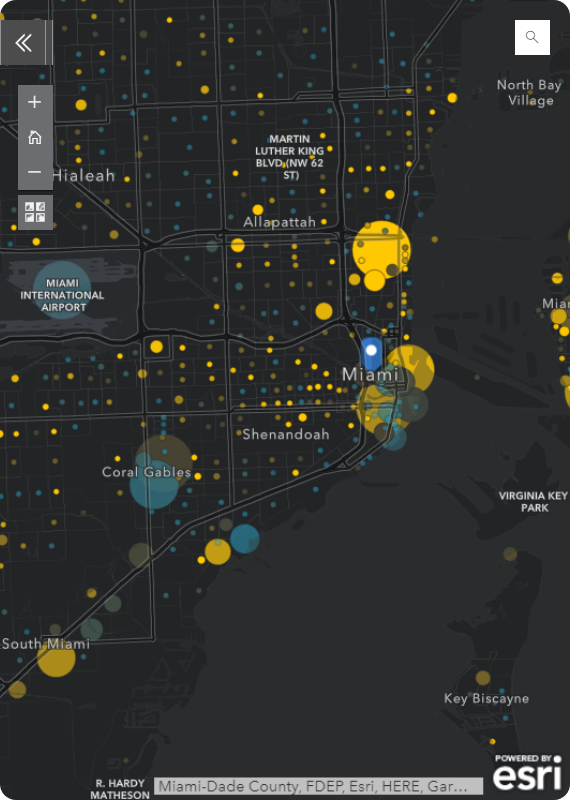 North Bay
Village
MARTIN
LUTHER KING
BLVD (NW 62
ST)
Hialeah
Allapattah
MIAMI
INTERNATIONAL
AIRPORT
Miar
Miami
Shenandoah
Coral Gables
VIRGINIA KEY
PARK
South Miami
Key Biscayne
POWERED BY
esri
R. HARDY
MATHESON
Miami-Dade County, FDEP, Esri, HERE, Gar…